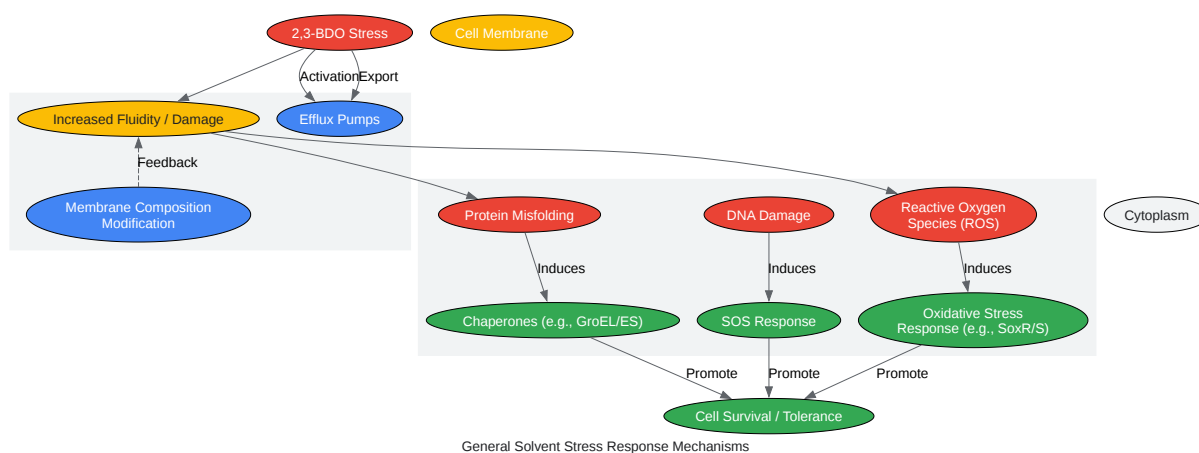 2,3-BDO Stress
Cell Membrane
Activation
Export
Increased Fluidity / Damage
Efflux Pumps
Feedback
Membrane Composition
Modification
Protein Misfolding
DNA Damage
Reactive Oxygen
Species (ROS)
Cytoplasm
Induces
Induces
Induces
Chaperones (e.g., GroEL/ES)
SOS Response
Oxidative Stress
Response (e.g., SoxR/S)
Promote
Promote
Promote
Cell Survival / Tolerance
General Solvent Stress Response Mechanisms